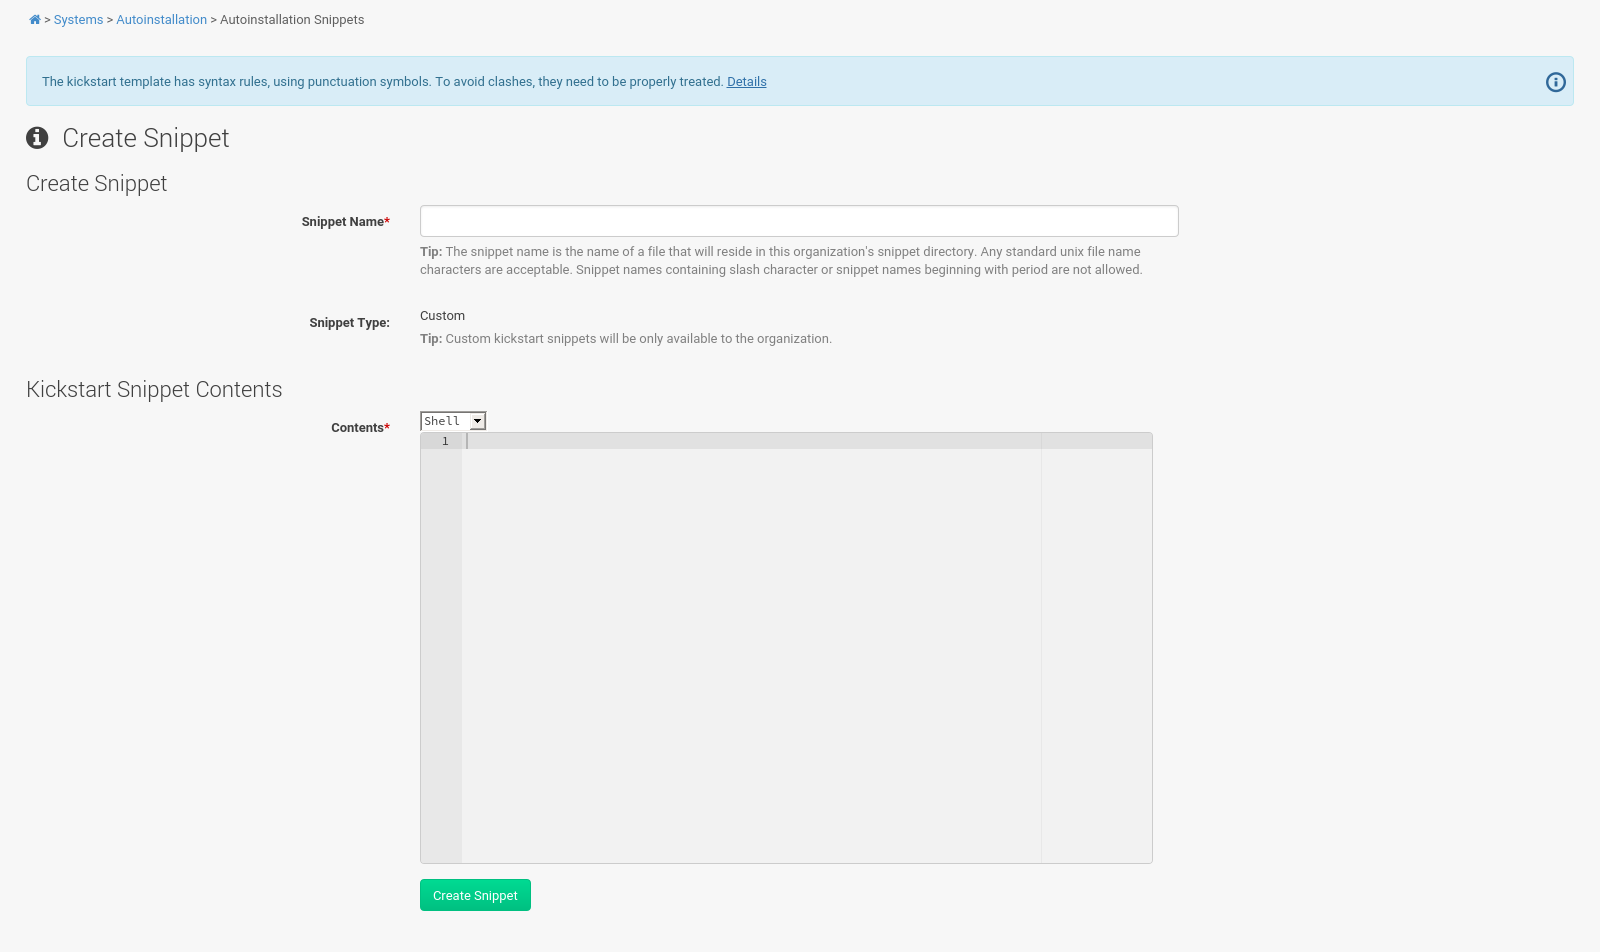 > Systems > Autoinstallation > Autoinstallation Snippets
The kickstart template has syntax rules, using punctuation symbols. To avoid clashes, they need to be properly treated. Details
Create Snippet
Create Snippet
Snippet Name*
Tip: The snippet name is the name of a file that will reside in this organization's snippet directory. Any standard unix file name
characters are acceptable. Snippet names containing slash character or snippet names beginning with period are not allowed.
Snippet Type:
Custom
Tip: Custom kickstart snippets will be only available to the organization.
Kickstart Snippet Contents
Contents*
Shell
1
Create Snippet